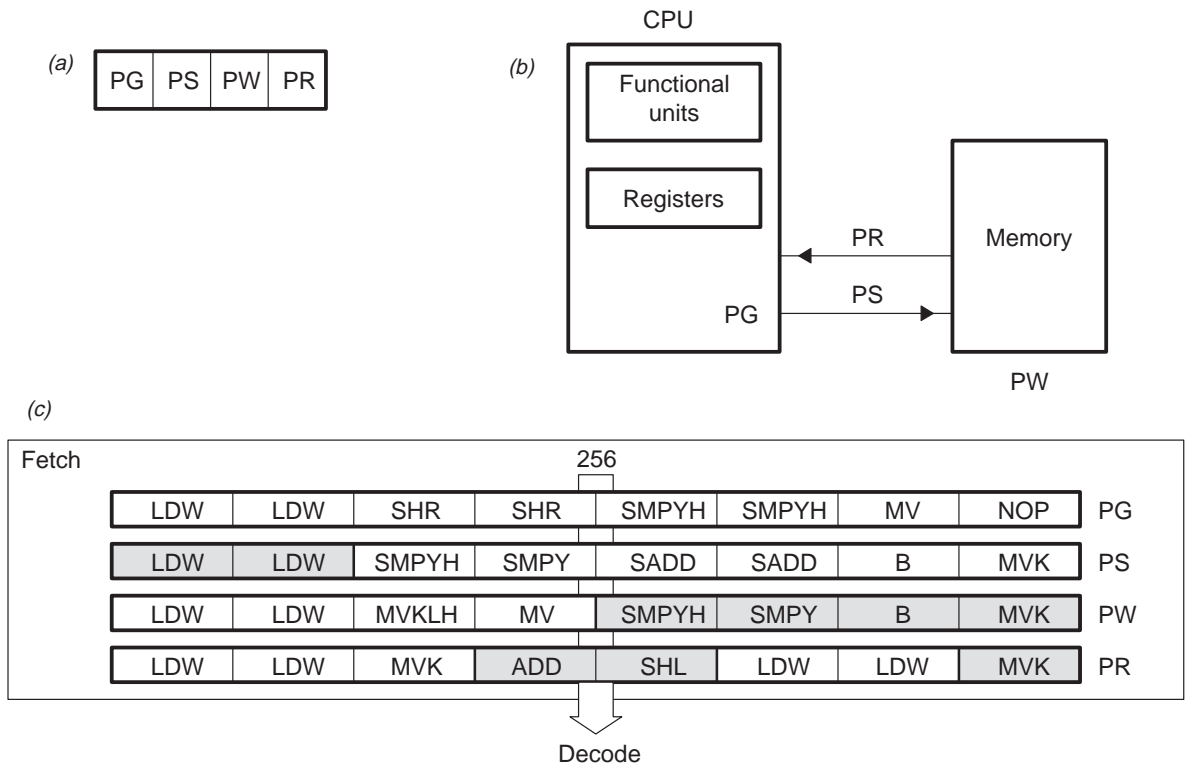 (a)
PG PS PW PR
(b)
CPU
Functional
units
Registers
PG
PR
PS
Memory
PW
(c)
Fetch
256
LDW LDW SHR SHR SMPYH SMPYH MV NOP PG
LDW LDW SMPYH SMPY SADD SADD B MVK PS
LDW LDW MVKLH MV SMPYH SMPY B MVK PW
LDW LDW MVK ADD SHL LDW LDW MVK PR
Decode